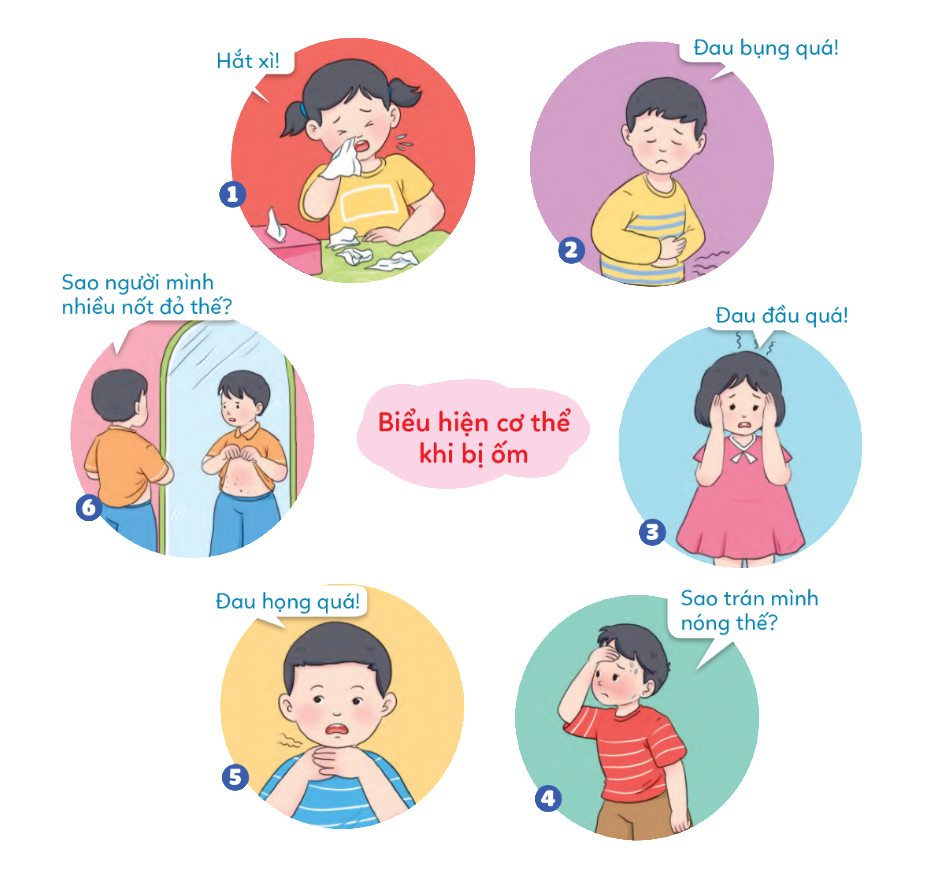 Hắt xì!
1
Đau bụng quá!
2
Đau đầu quá!
3
Sao trán mình
nóng thế?
4
Đau họng quá!
5
Sao người mình
nhiều nốt đỏ thế?
6
Biểu hiện cơ thể
khi bị ốm